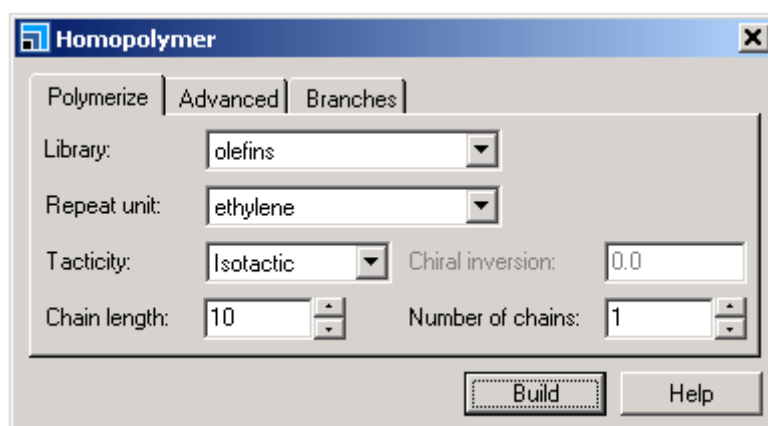 Homopolymer
Polymerize Advanced Branches
Library: olefins
Repeat unit: ethylene
Tacticity: Isotactic Chiral inversion: 0.0
Chain length: 10 Number of chains: 1
Build Help